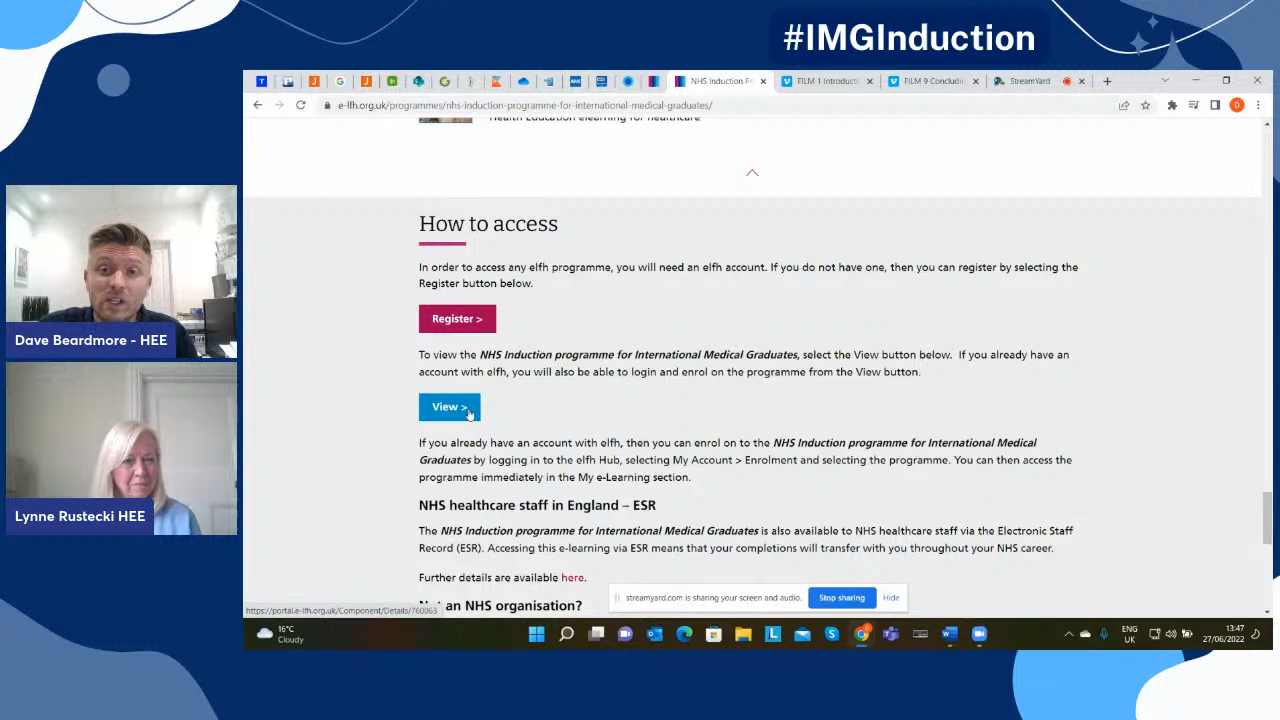 #IMGInduction
NHS Induction Pr
FILM 1 Introducti
FILM 9 Concludin
StreamYard
e-lfh.org.uk/programmes/nhs-induction-programme-for-international-medical-graduates/
Health Education elearning for healthcare
How to access
In order to access any elfh programme, you will need an elfh account. If you do not have one, then you can register by selecting the
Register button below.
Register >
To view the NHS Induction programme for International Medical Graduates, select the View button below. If you already have an
account with elfh, you will also be able to login and enrol on the programme from the View button.
View >
If you already have an account with elfh, then you can enrol on to the NHS Induction programme for International Medical
Graduates by logging in to the elfh Hub, selecting My Account > Enrolment and selecting the programme. You can then access the
programme immediately in the My e-Learning section.
NHS healthcare staff in England – ESR
The NHS Induction programme for International Medical Graduates is also available to NHS healthcare staff via the Electronic Staff
Record (ESR). Accessing this e-learning via ESR means that your completions will transfer with you throughout your NHS career.
Further details are available here.
an NHS organisation?
streamyard.com is sharing your screen and audio.
Stop sharing
Hide
https://portal.e-lfh.org.uk/Component/Details/760063
16°C
Cloudy
ENG
UK
13:47
27/06/2022
Dave Beardmore - HEE
Lynne Rustecki HEE